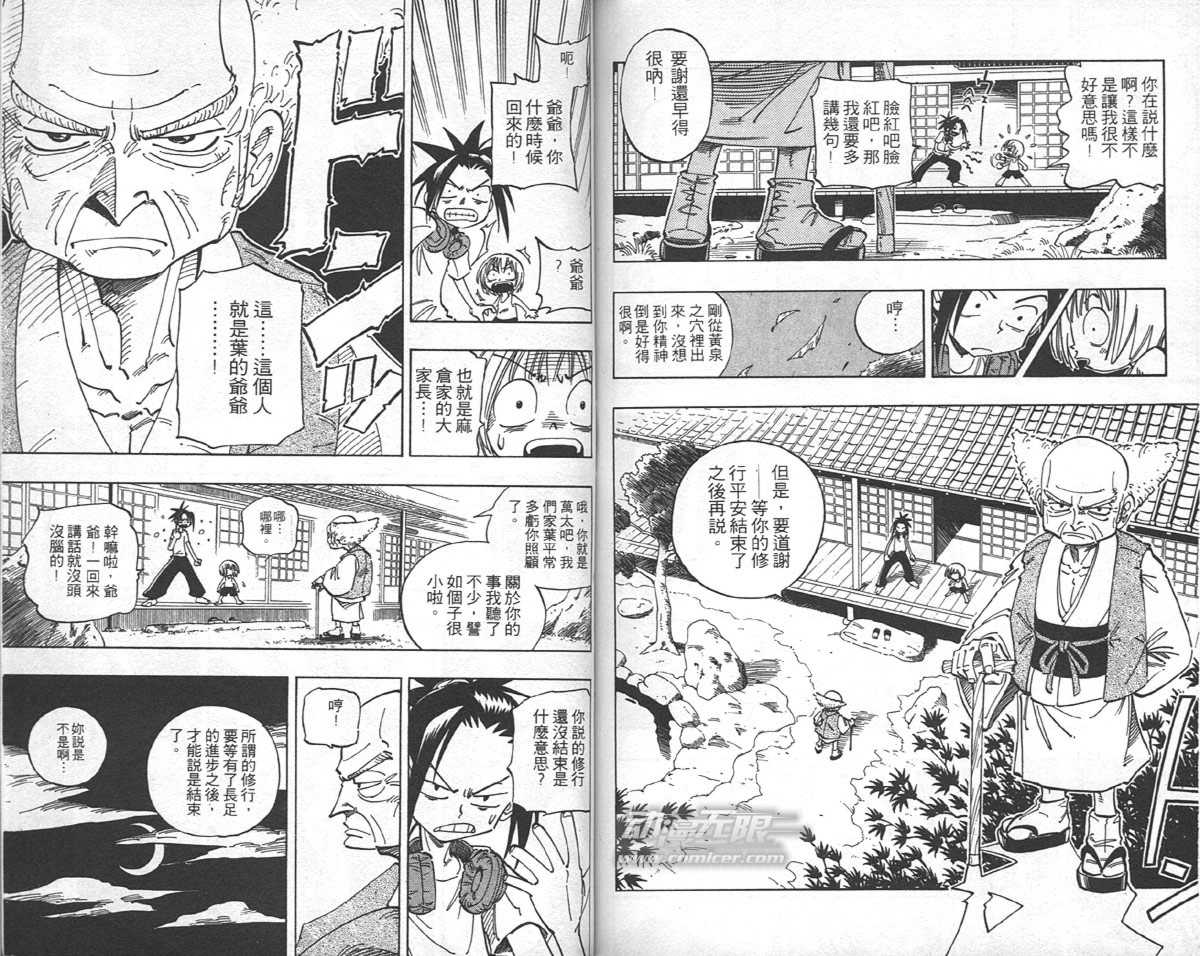 你在説什麼
啊？這樣不
是讓我很不
好意思嗎！
臉紅吧臉
紅吧，那
我還要多
講幾句！
要謝還早得
很吶！
哼…
剛從黃泉
之穴裡出
來，沒想
到你精神
倒是好得
很啊。
但是，要道謝
——等你的修
行平安結束了
之後再説。
动漫无限
www.comicer.com
呃！
爺爺，你
什麼時候
回來的！
爺爺
？
這……這個人
就是葉的爺爺
……！
也就是麻
倉家的大
家長…！
哦，你就是
萬太吧，我
們家葉平常
多虧你照顧
了。
關於你的
事我聽了
不少，譬
如個子很
小啦。
哪…
哪裡。
幹嘛啦，爺
爺！一回來
講話就沒頭
沒腦的！
你説的修行
還沒結束是
什麼意思？
哼！
所謂的修行，
要等有了長足
的進步之後，
才能説是結束
了。
妳説是
不是啊…